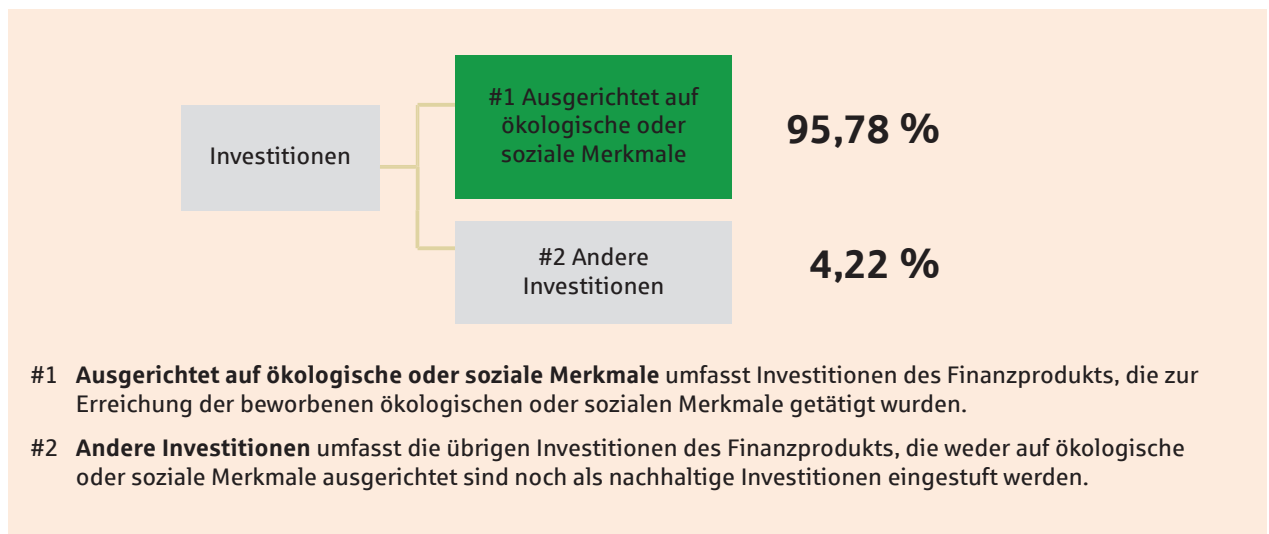 #1 Ausgerichtet auf
ökologische oder
soziale Merkmale
95,78 %
Investitionen
#2 Andere
Investitionen
4,22 %
#1 Ausgerichtet auf ökologische oder soziale Merkmale umfasst Investitionen des Finanzprodukts, die zur
Erreichung der beworbenen ökologischen oder sozialen Merkmale getätigt wurden.
#2 Andere Investitionen umfasst die übrigen Investitionen des Finanzprodukts, die weder auf ökologische
oder soziale Merkmale ausgerichtet sind noch als nachhaltige Investitionen eingestuft werden.